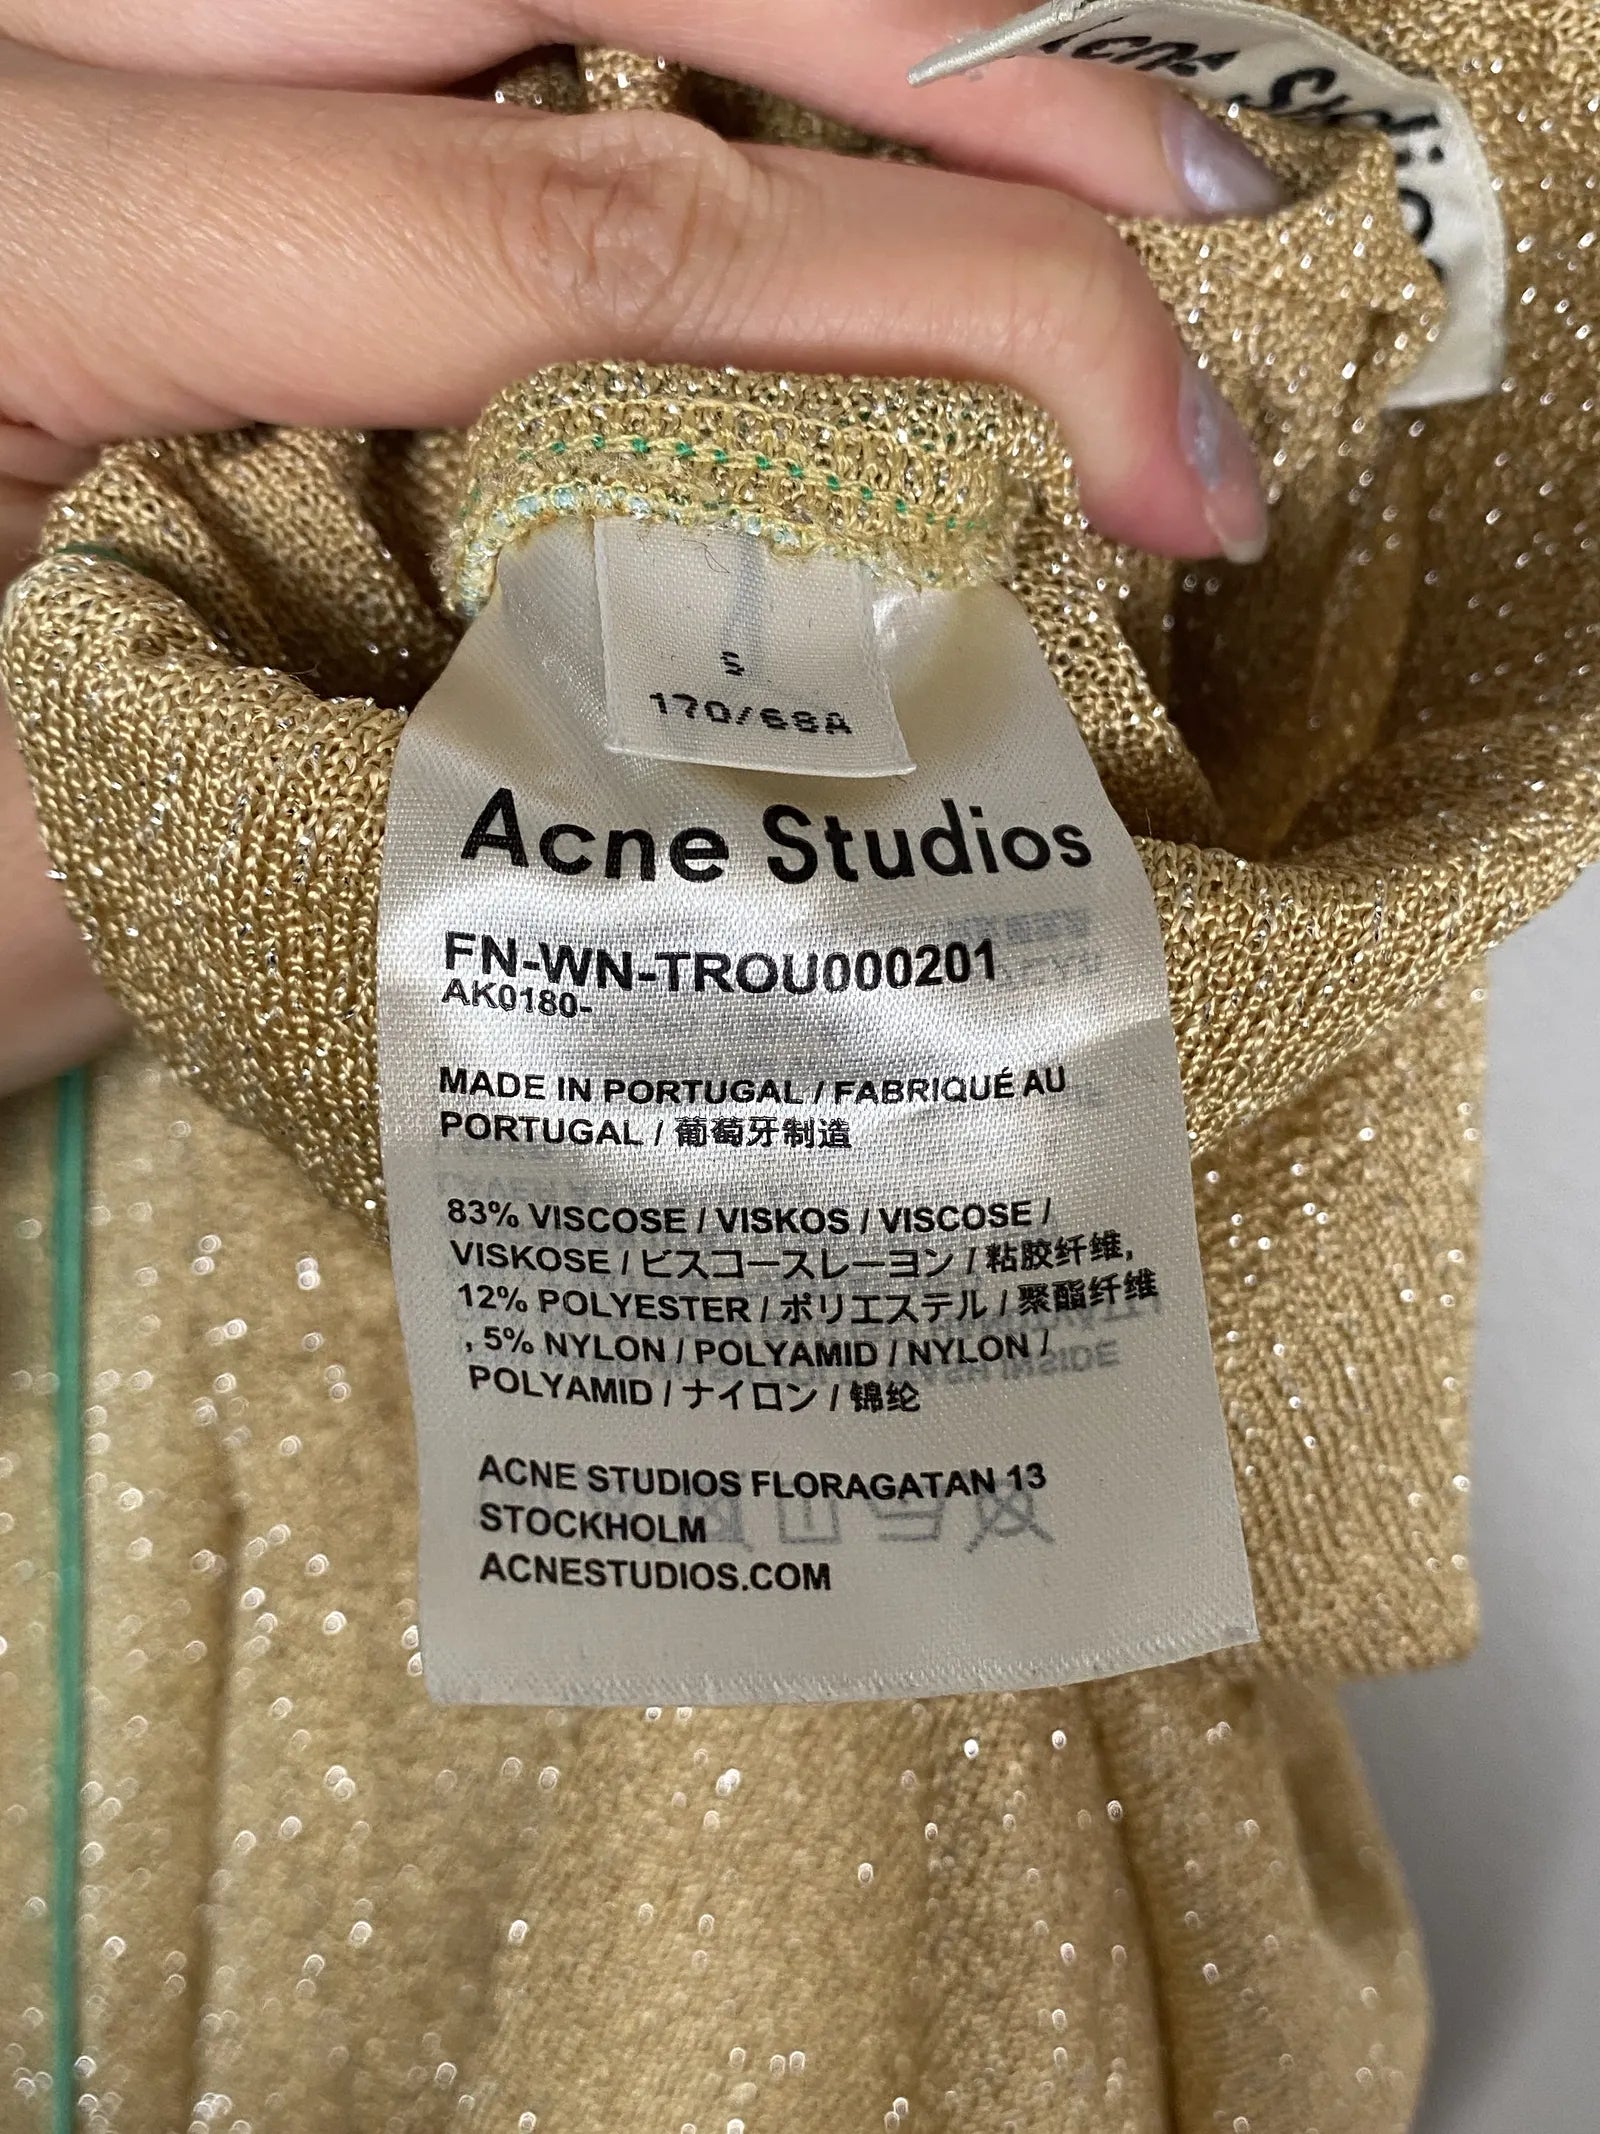 Acne Studios
S
170/68A
Acne Studios
FN-WN-TROU000201
AK0180-
MADE IN PORTUGAL / FABRIQUÉ AU
PORTUGAL / 葡萄牙制造
83% VISCOSE / VISKOS / VISCOSE /
VISKOSE / ビスコースレーヨン / 粘胶纤维,
12% POLYESTER / ポリエステル / 聚酯纤维
, 5% NYLON / POLYAMID / NYLON /
POLYAMID / ナイロン / 锦纶
ACNE STUDIOS FLORAGATAN 13
STOCKHOLM
ACNESTUDIOS.COM